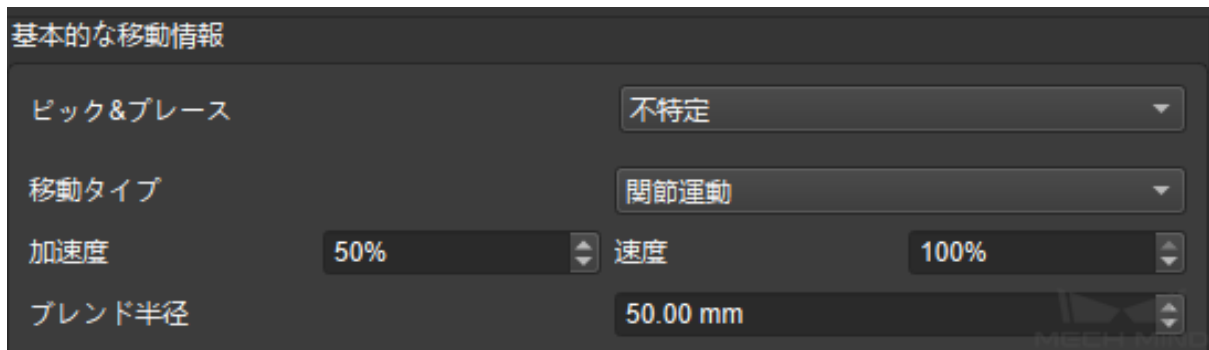 基本的な移動情報
ピック&プレース 不特定
移動タイプ 関節運動
加速度 50% 速度 100%
ブレンド半径 50.00 mm
MECH MIND